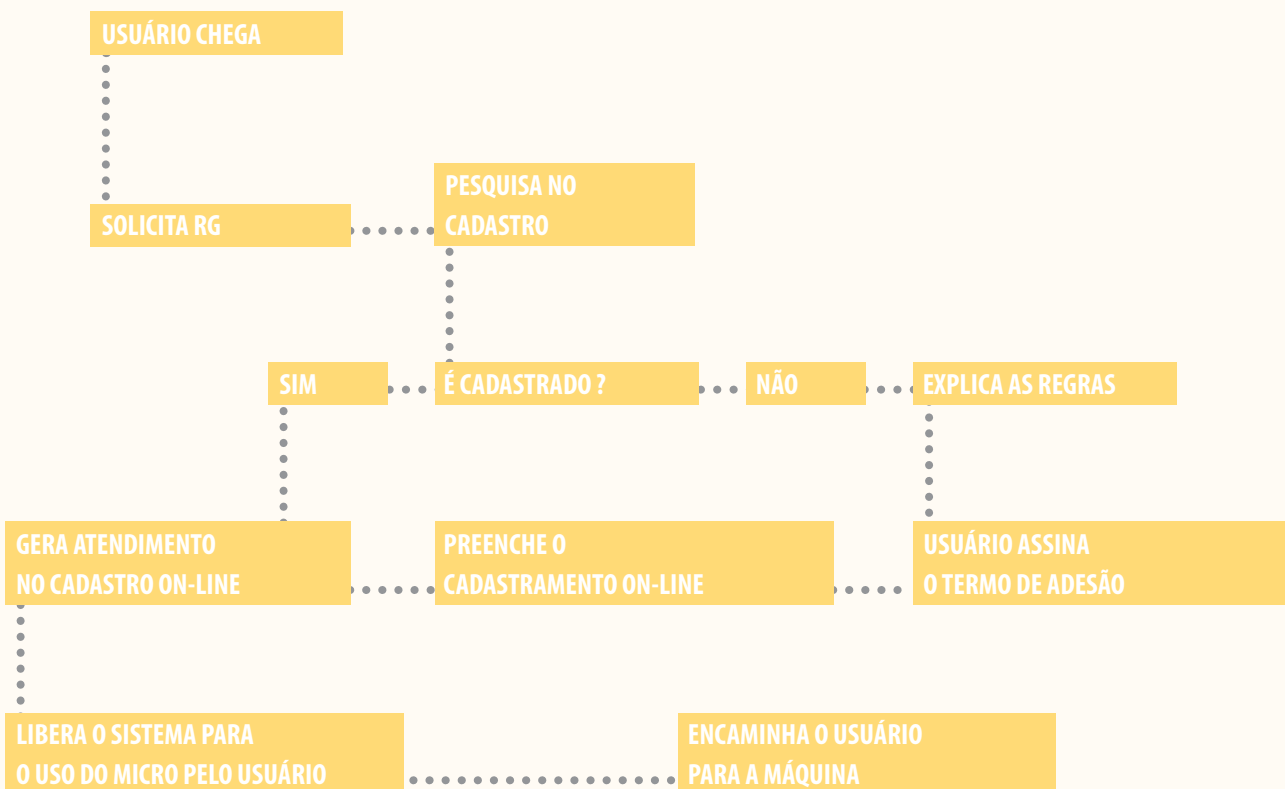 USUÁRIO CHEGA
SOLICITA RG
PESQUISA NO
CADASTRO
SIM
É CADASTRADO ?
NÃO
EXPLICA AS REGRAS
GERA ATENDIMENTO
NO CADASTRO ON-LINE
PREENCHE O
CADASTRAMENTO ON-LINE
USUÁRIO ASSINA
O TERMO DE ADESÃO
LIBERA O SISTEMA PARA
O USO DO MICRO PELO USUÁRIO
ENCAMINHA O USUÁRIO
PARA A MÁQUINA